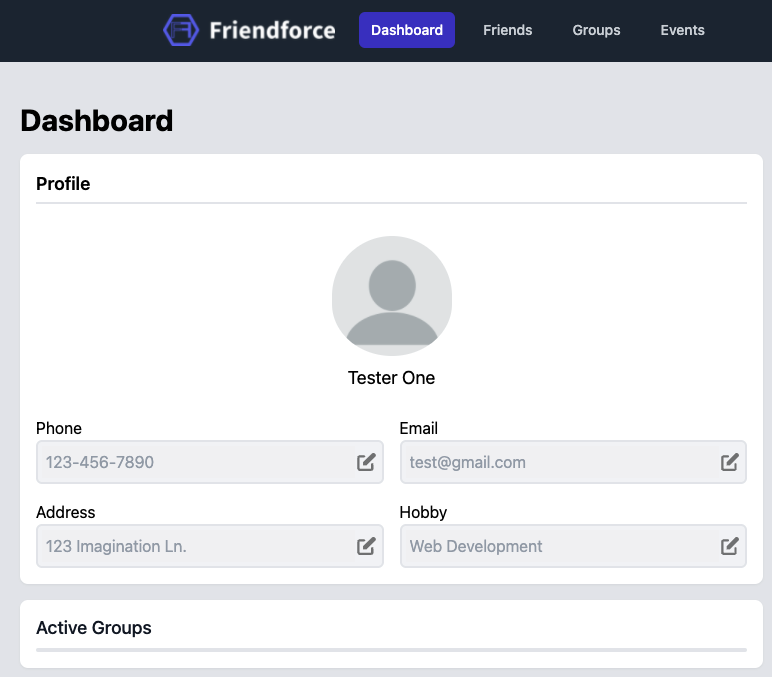 Friendforce Dashboard Friends Groups Events
Dashboard
Profile
Tester One
Phone Email
123-456-7890 test@gmail.com
Address Hobby
123 Imagination Ln. Web Development
Active Groups